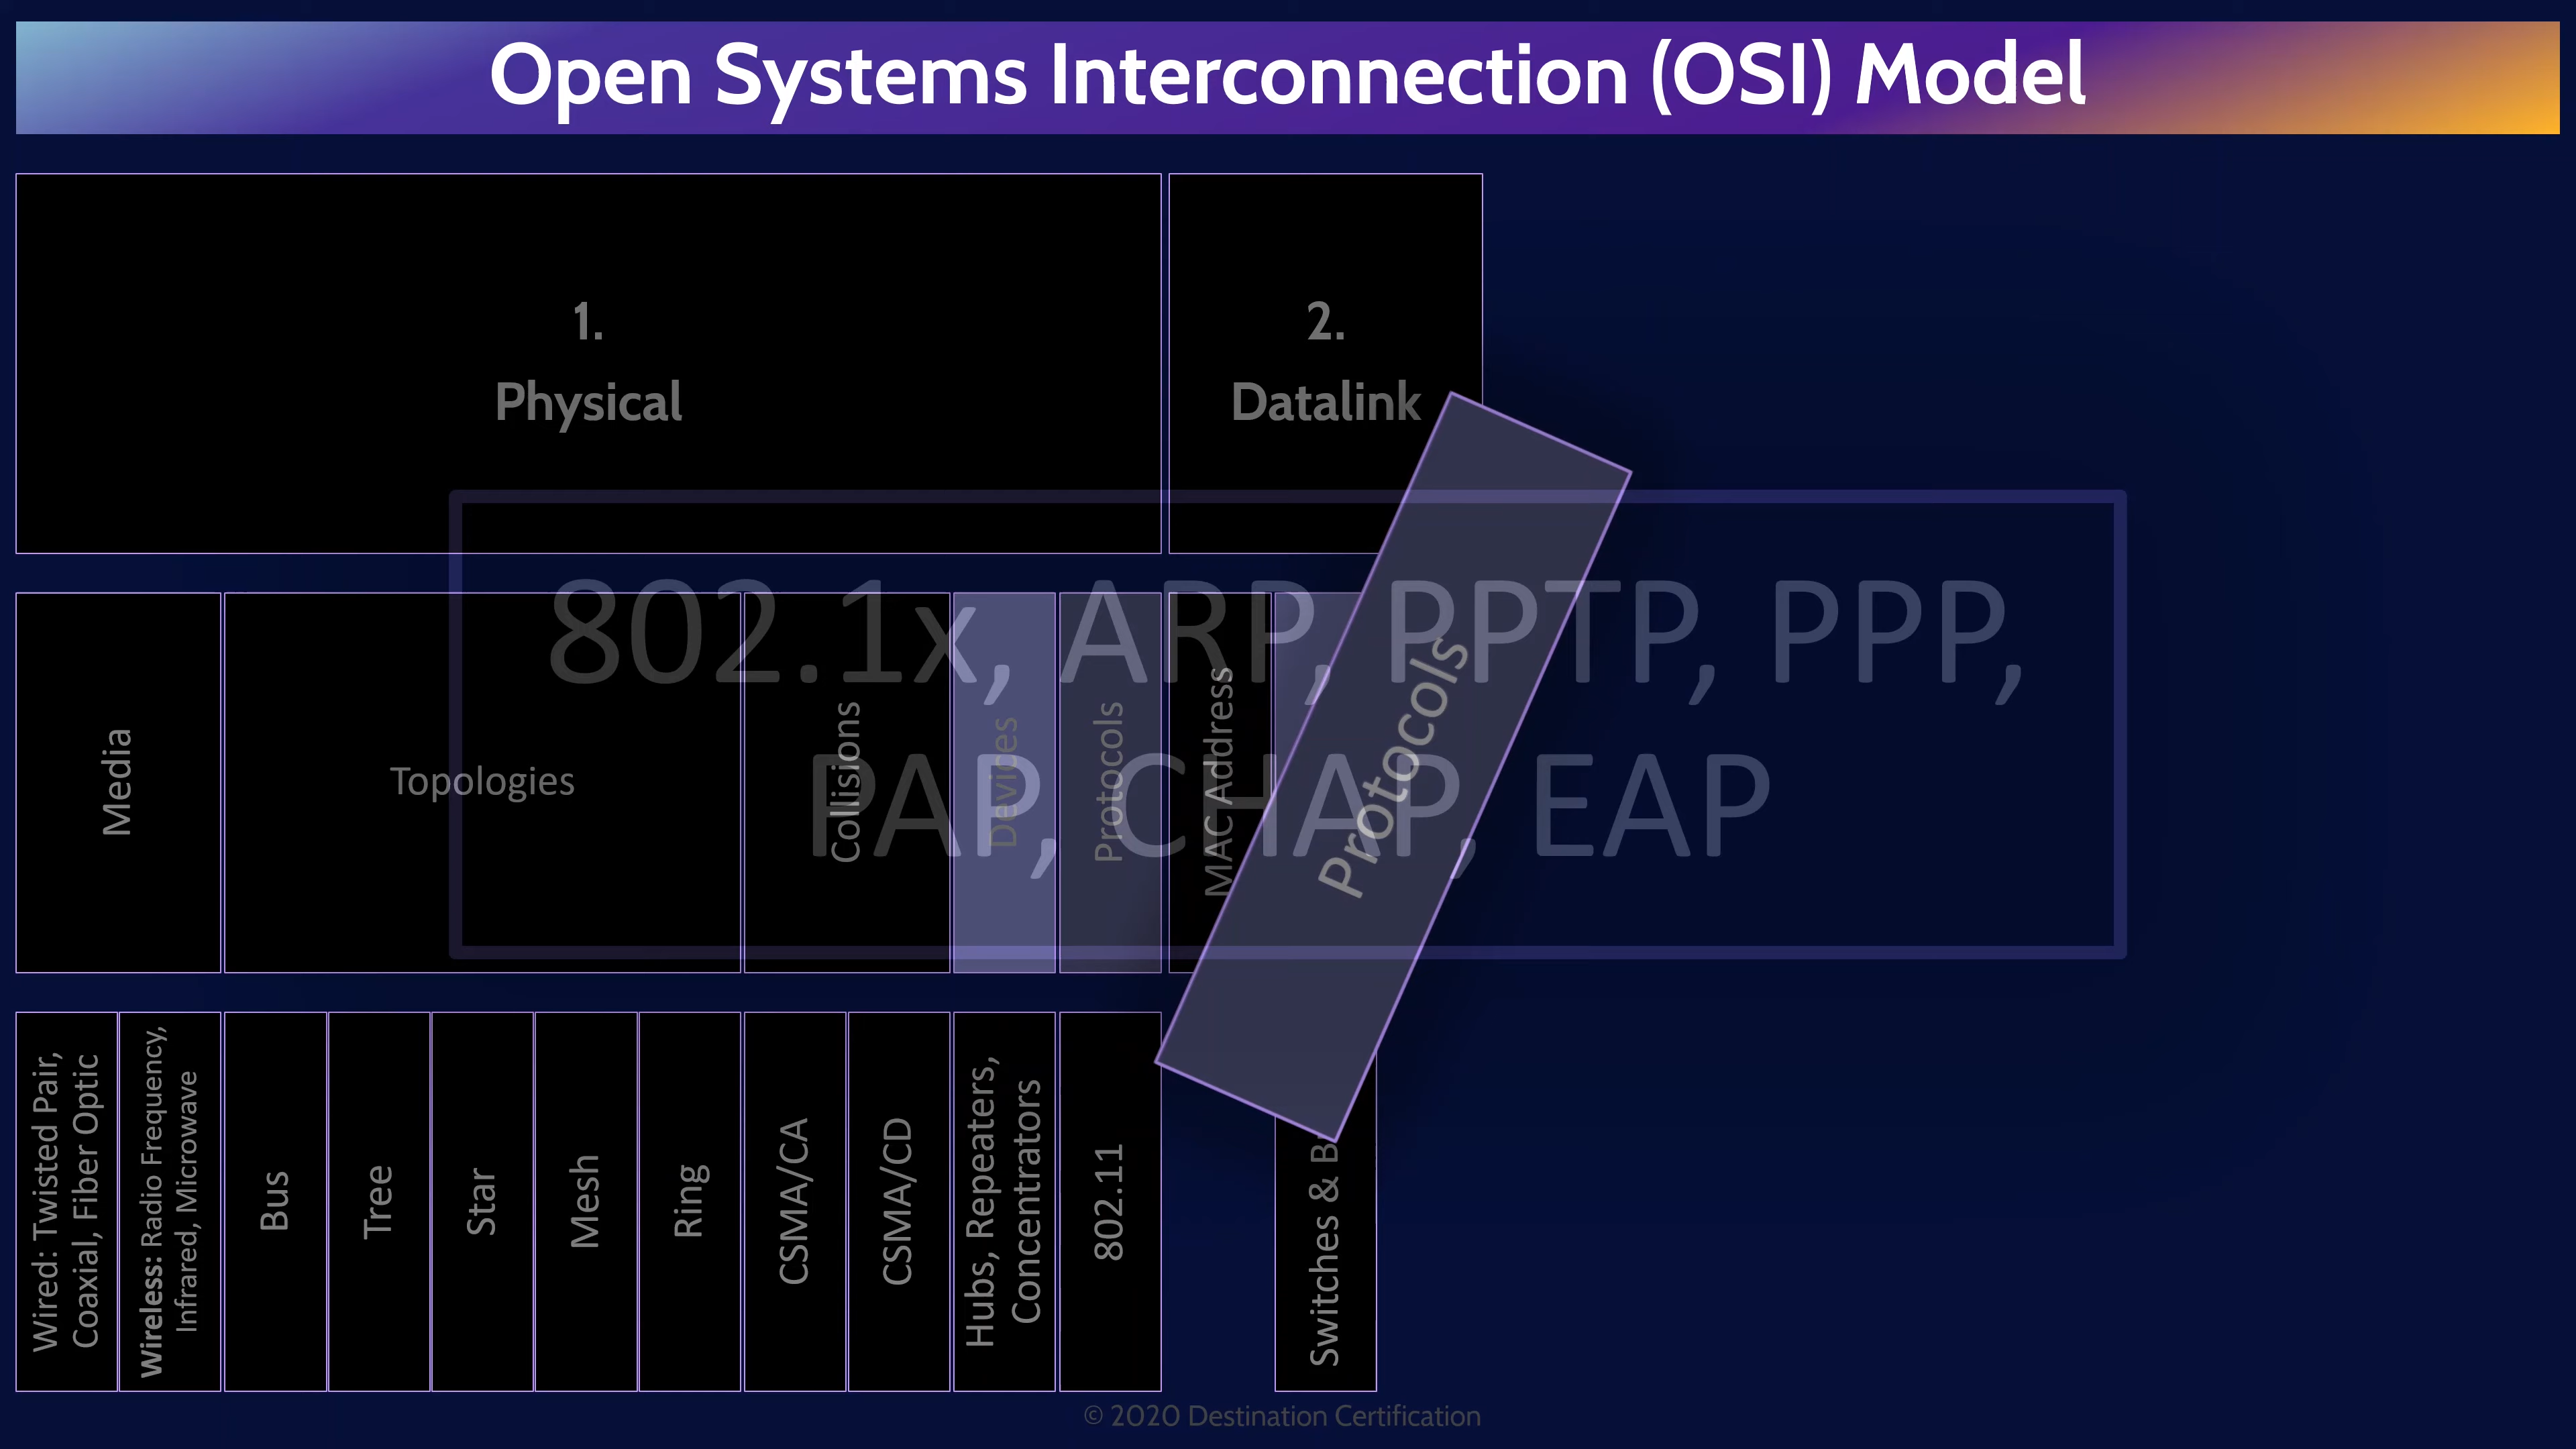 Open Systems Interconnection (OSI) Model
1.
Physical
2.
Datalink
802.1x, ARP, PPTP, PPP,
PAP, CHAP, EAP
Media
Topologies
Collisions
Devices
Protocols
MAC Address
Protocols
Wired: Twisted Pair,
Coaxial, Fiber Optic
Wireless: Radio Frequency,
Infrared, Microwave
Bus
Tree
Star
Mesh
Ring
CSMA/CA
CSMA/CD
Hubs, Repeaters,
Concentrators
802.11
Switches &
© 2020 Destination Certification